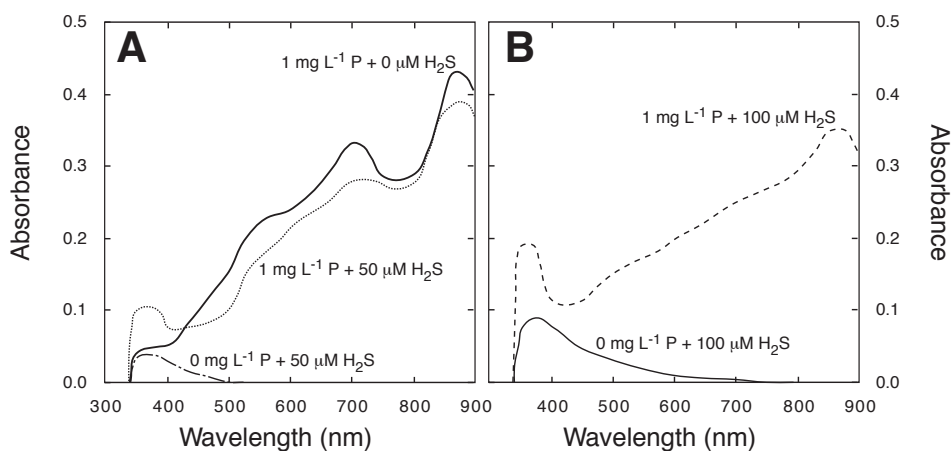 A
B
Absorbance
0.5
0.4
0.3
0.2
0.1
0.0
1 mg L⁻¹ P + 0 μM H₂S
1 mg L⁻¹ P + 50 μM H₂S
0 mg L⁻¹ P + 50 μM H₂S
300 400 500 600 700 800 900
Wavelength (nm)
1 mg L⁻¹ P + 100 μM H₂S
0 mg L⁻¹ P + 100 μM H₂S
400 500 600 700 800 900
Wavelength (nm)
0.5
0.4
0.3
0.2
0.1
0.0
Absorbance